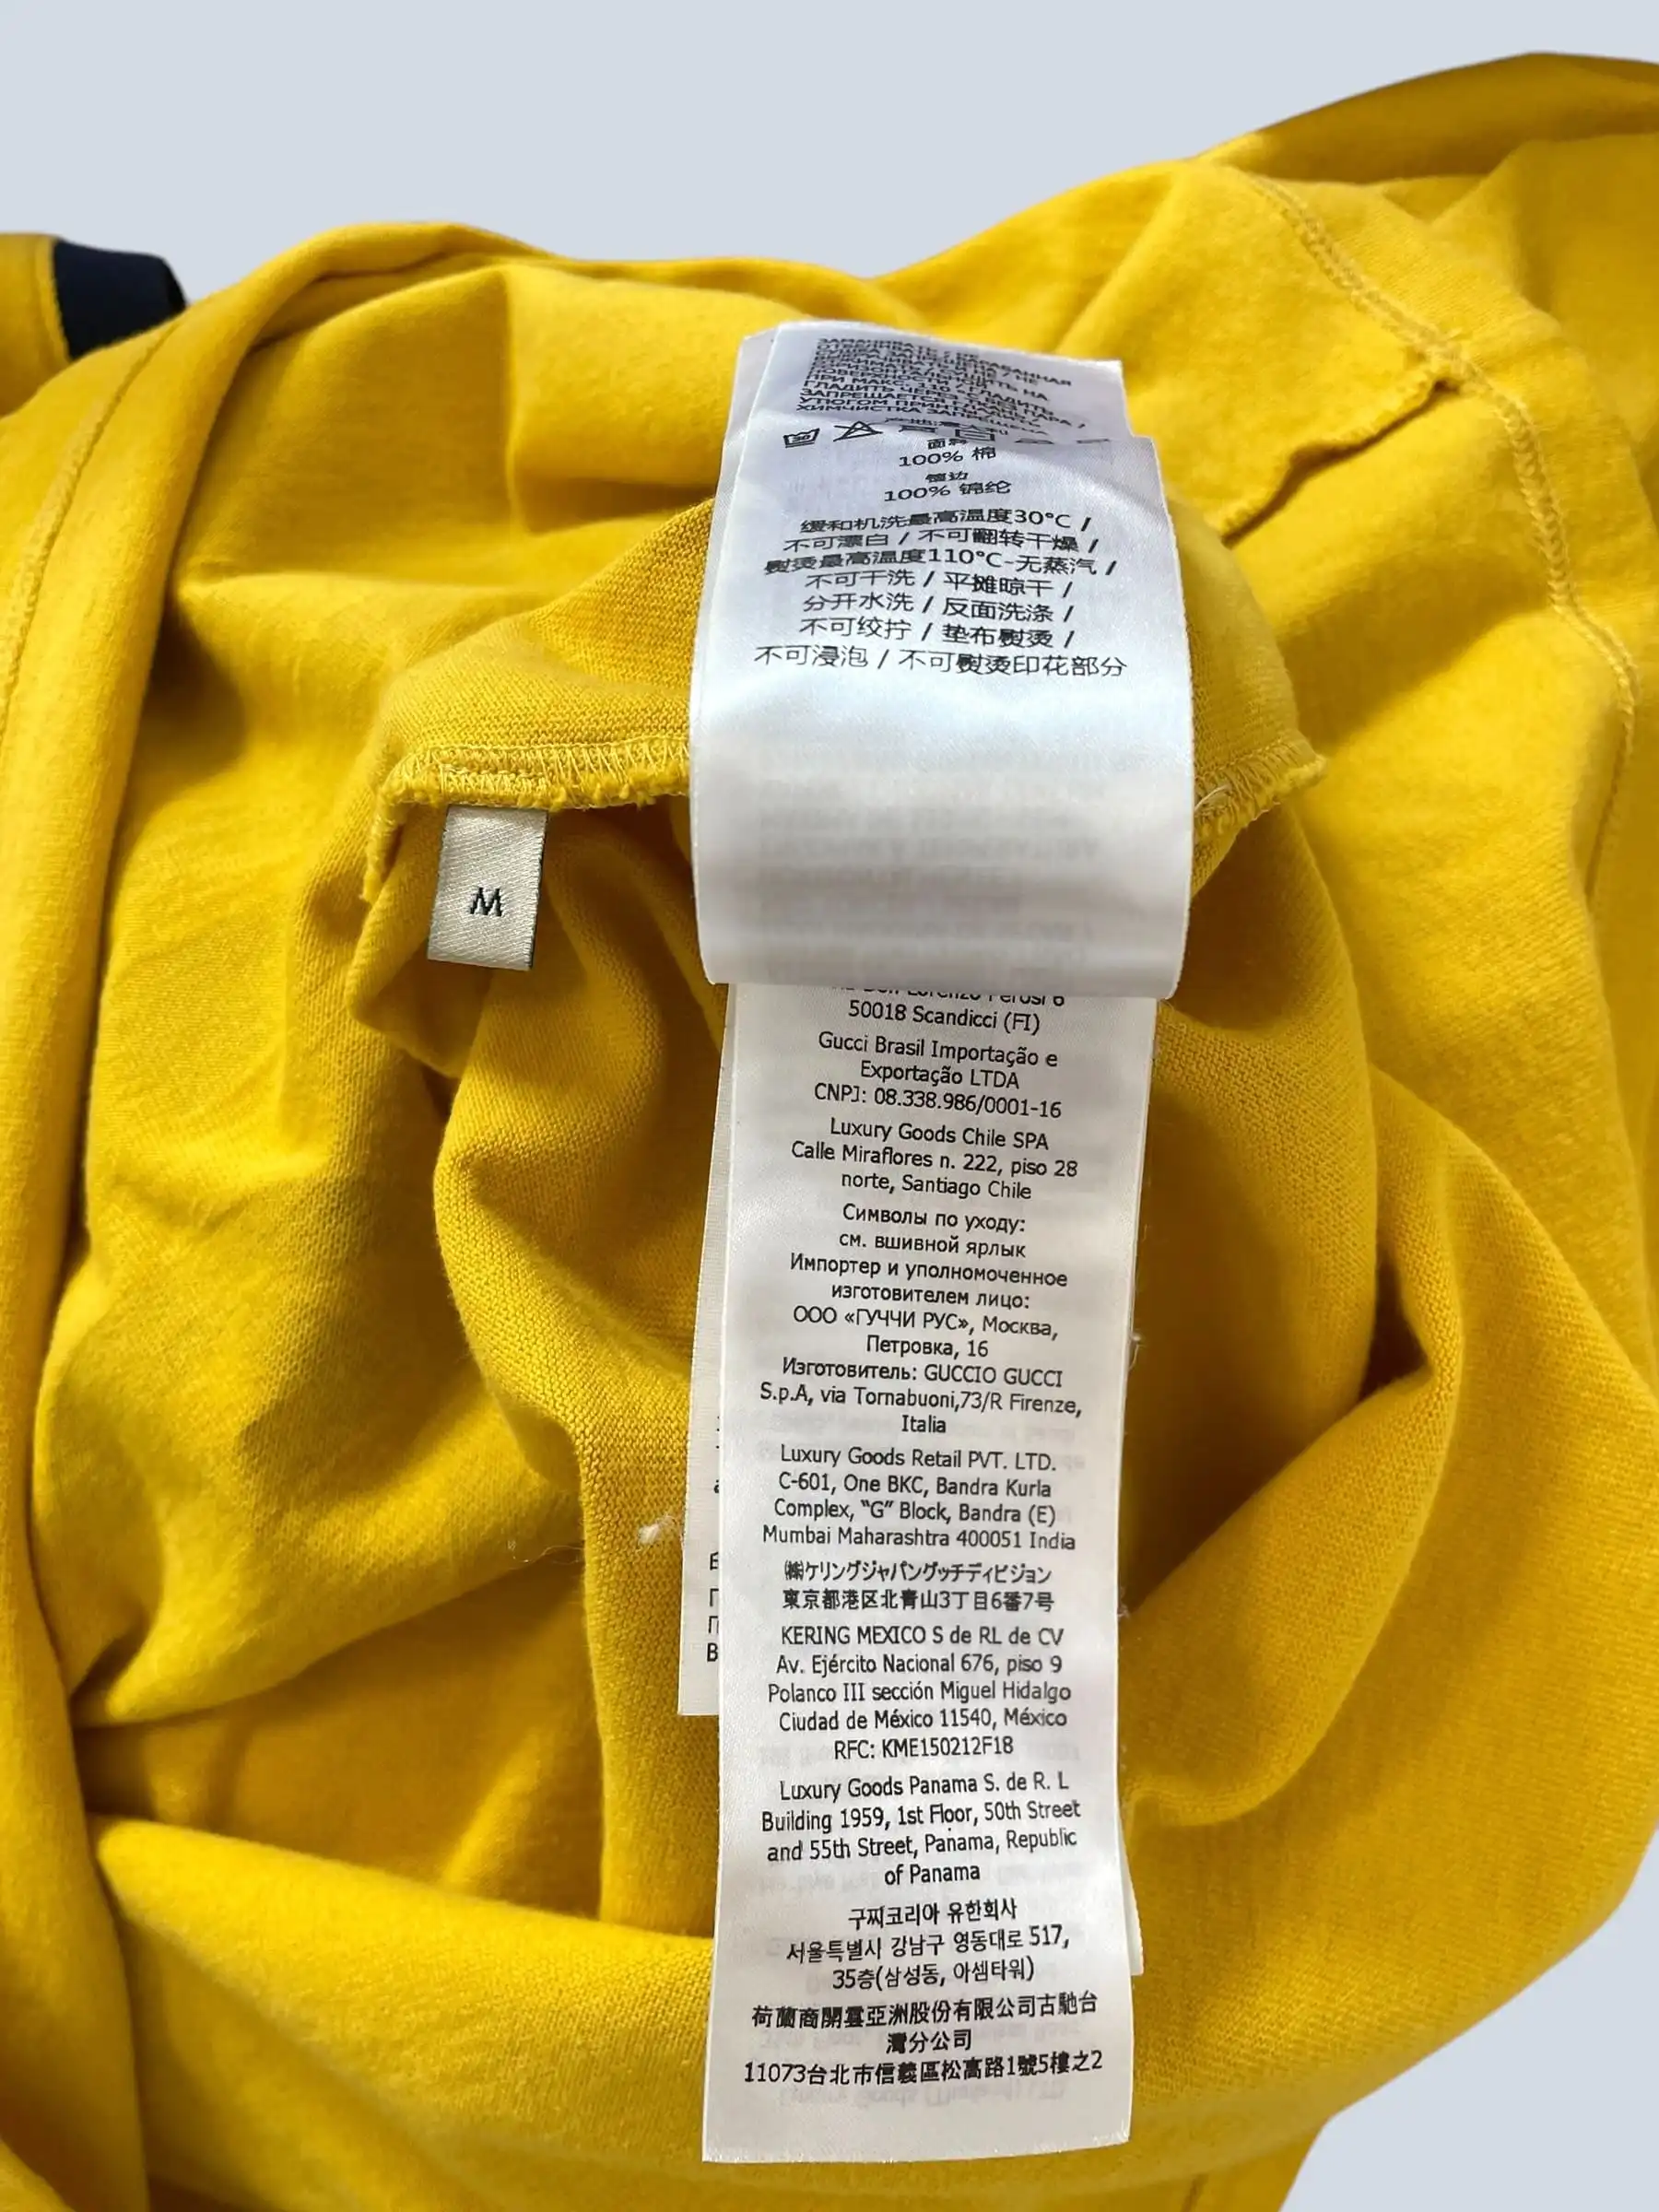 ЗАПРЕЩАЕТСЯ
ХИМЧИСТКА ЗАПРЕЩЕНА
30
面料
100% 棉
100% 锦纶
缓和机洗最高温度30°C /
不可漂白 / 不可翻转干燥 /
熨烫最高温度110°C-无蒸汽 /
不可干洗 / 平摊晾干 /
分开水洗 / 反面洗涤 /
不可绞拧 / 垫布熨烫 /
不可浸泡 / 不可熨烫印花部分
M
Don Lorenzo Perosi 6
50018 Scandicci (FI)
Gucci Brasil Importação e
Exportação LTDA
CNPJ: 08.338.986/0001-16
Luxury Goods Chile SPA
Calle Miraflores n. 222, piso 28
norte, Santiago Chile
Символы по уходу:
см. вшивной ярлык
Импортер и уполномоченное
изготовителем лицо:
ООО «ГУЧЧИ РУС», Москва,
Петровка, 16
Изготовитель: GUCCIO GUCCI
S.p.A, via Tornabuoni,73/R Firenze,
Italia
Luxury Goods Retail PVT. LTD.
C-601, One BKC, Bandra Kurla
Complex, “G” Block, Bandra (E)
Mumbai Maharashtra 400051 India
㈱ケリングジャパングッチディビジョン
東京都港区北青山3丁目6番7号
KERING MEXICO S de RL de CV
Av. Ejército Nacional 676, piso 9
Polanco III sección Miguel Hidalgo
Ciudad de México 11540, México
RFC: KME150212F18
Luxury Goods Panama S. de R. L
Building 1959, 1st Floor, 50th Street
and 55th Street, Panama, Republic
of Panama
구찌코리아 유한회사
서울특별시 강남구 영동대로 517,
35층(삼성동, 아셈타워)
荷蘭商開雲亞洲股份有限公司古馳台
灣分公司
11073台北市信義區松高路1號5樓之2